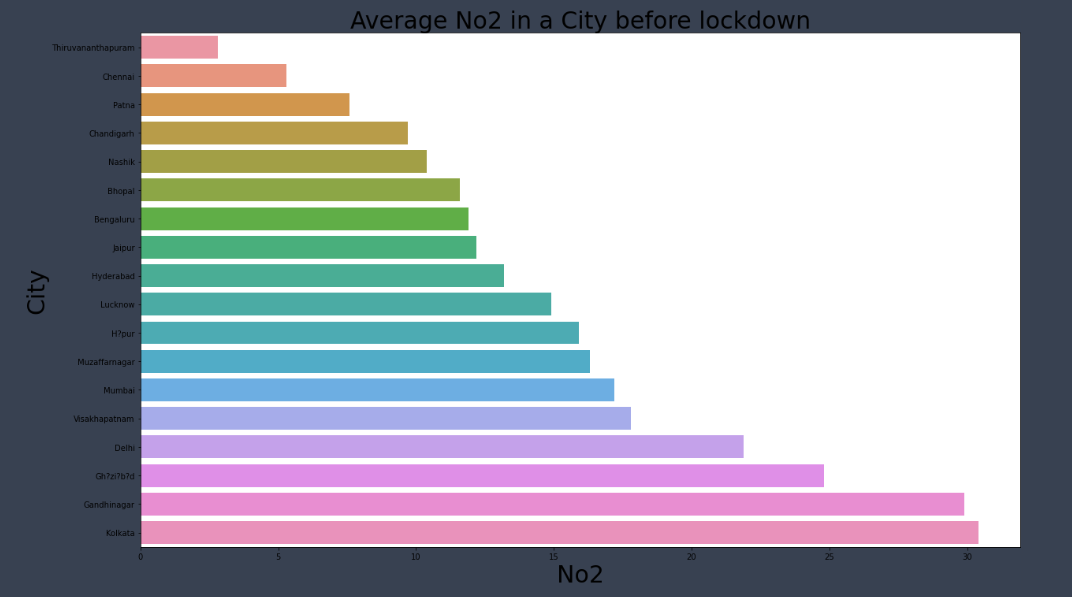 Average No2 in a City before lockdown
City
Thiruvananthapuram
Chennai
Patna
Chandigarh
Nashik
Bhopal
Bengaluru
Jaipur
Hyderabad
Lucknow
H?pur
Muzaffarnagar
Mumbai
Visakhapatnam
Delhi
Gh?zi?b?d
Gandhinagar
Kolkata
0 5 10 15 20 25 30
No2